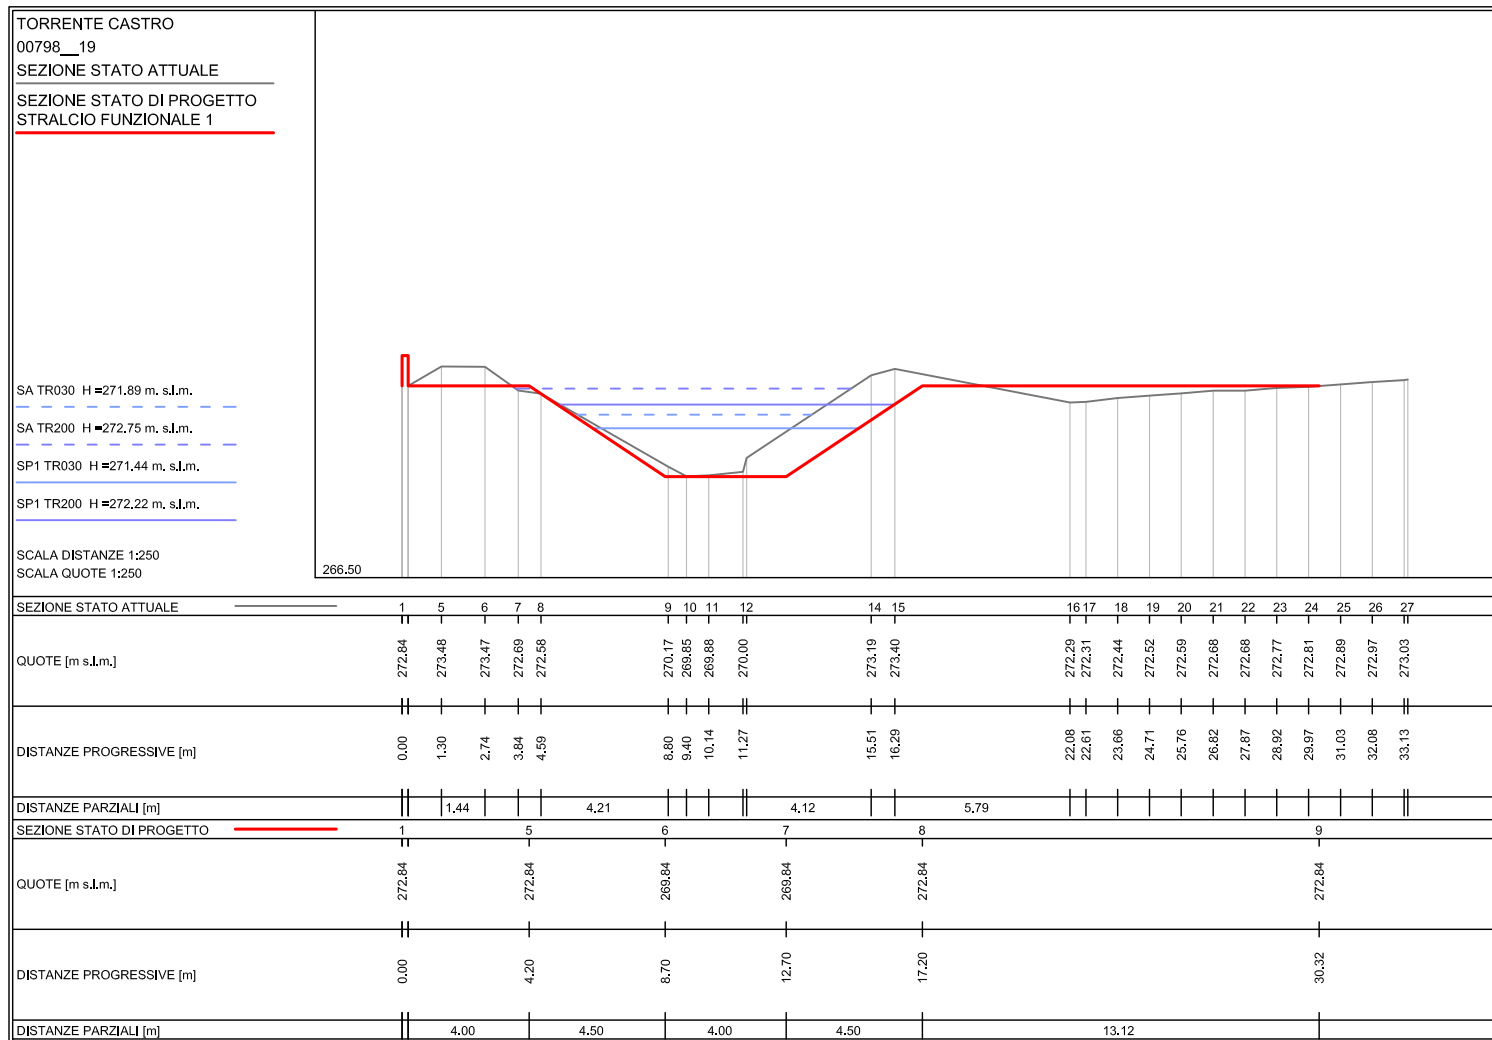 TORRENTE CASTRO
00798__19
SEZIONE STATO ATTUALE
SEZIONE STATO DI PROGETTO
STRALCIO FUNZIONALE 1
SA TR030 H =271.89 m. s.l.m.
SA TR200 H =272.75 m. s.l.m.
SP1 TR030 H =271.44 m. s.l.m.
SP1 TR200 H =272.22 m. s.l.m.
SCALA DISTANZE 1:250
SCALA QUOTE 1:250
266.50
SEZIONE STATO ATTUALE 1 5 6 7 8 9 10 11 12 14 15 16 17 18 19 20 21 22 23 24 25 26 27
QUOTE [m s.l.m.] 272.84 273.48 273.47 272.69 272.58 270.17 269.85 269.88 270.00 273.19 273.40 272.29 272.31 272.44 272.52 272.59 272.68 272.68 272.77 272.81 272.89 272.97 273.03
DISTANZE PROGRESSIVE [m] 0.00 1.30 2.74 3.84 4.59 8.80 9.40 10.14 11.27 15.51 16.29 22.08 22.61 23.66 24.71 25.76 26.82 27.87 28.92 29.97 31.03 32.08 33.13
DISTANZE PARZIALI [m] 1.44 4.21 4.12 5.79
SEZIONE STATO DI PROGETTO 1 5 6 7 8 9
QUOTE [m s.l.m.] 272.84 272.84 269.84 269.84 272.84 272.84
DISTANZE PROGRESSIVE [m] 0.00 4.20 8.70 12.70 17.20 30.32
DISTANZE PARZIALI [m] 4.00 4.50 4.00 4.50 13.12